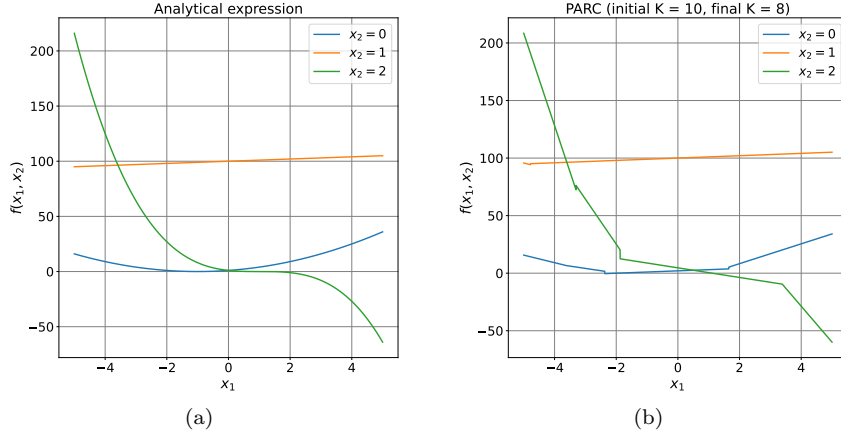 Analytical expression
x₂ = 0
x₂ = 1
x₂ = 2
200
150
100
50
0
−50
f(x₁, x₂)
−4
−2
0
2
4
x₁
(a)
PARC (initial K = 10, final K = 8)
x₂ = 0
x₂ = 1
x₂ = 2
200
150
100
50
0
−50
f(x₁, x₂)
−4
−2
0
2
4
x₁
(b)